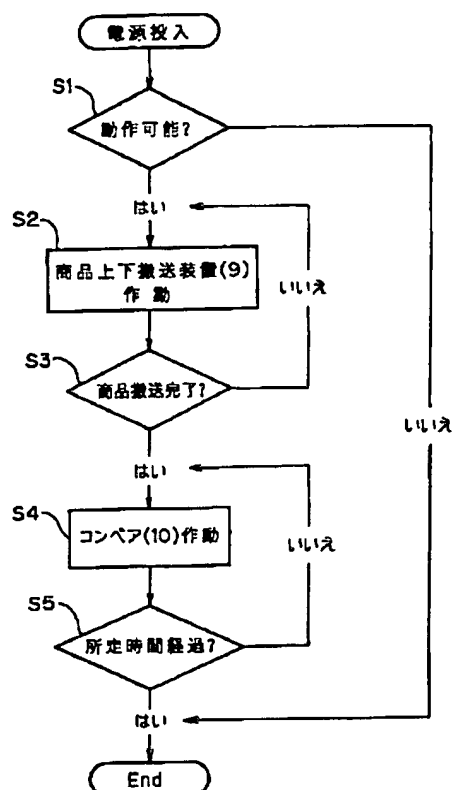 電源投入
S1
動作可能?
はい
S2
商品上下搬送装置(9)
作動
いいえ
S3
商品搬送完了?
いいえ
はい
S4
コンベア(10)作動
いいえ
S5
所定時間経過?
はい
End